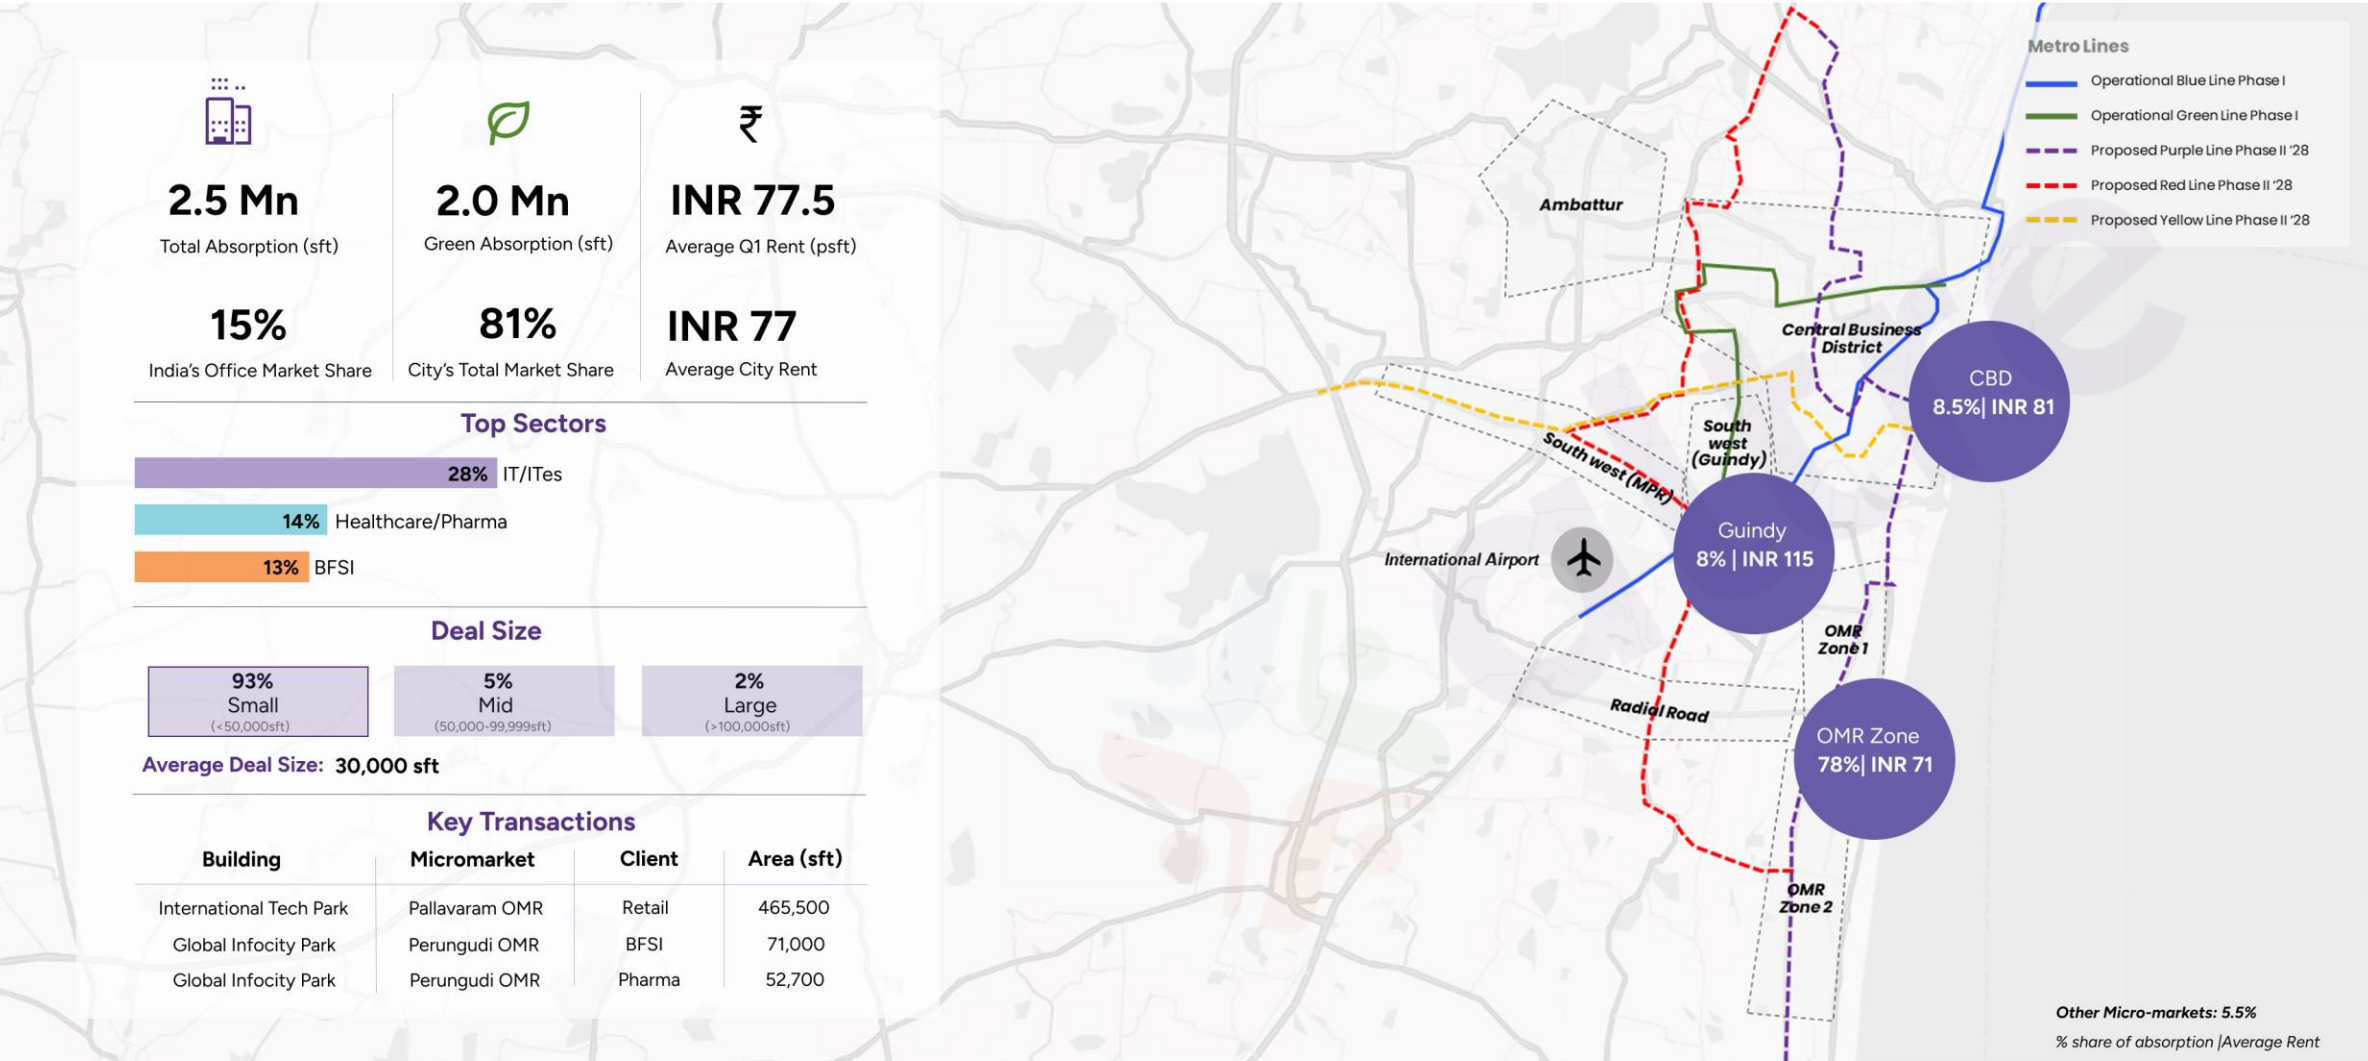 2.5 Mn
Total Absorption (sft)
15%
India's Office Market Share
2.0 Mn
Green Absorption (sft)
81%
City's Total Market Share
₹
INR 77.5
Average Q1 Rent (psft)
INR 77
Average City Rent
Top Sectors
28% IT/ITes
14% Healthcare/Pharma
13% BFSI
Deal Size
93%
Small
(<50,000sft)
5%
Mid
(50,000-99,999sft)
2%
Large
(>100,000sft)
Average Deal Size: 30,000 sft
Key Transactions
Building Micromarket Client Area (sft)
International Tech Park Pallavaram OMR Retail 465,500
Global Infocity Park Perungudi OMR BFSI 71,000
Global Infocity Park Perungudi OMR Pharma 52,700
Metro Lines
Operational Blue Line Phase I
Operational Green Line Phase I
Proposed Purple Line Phase II '28
Proposed Red Line Phase II '28
Proposed Yellow Line Phase II '28
Ambattur
Central Business
District
CBD
8.5%| INR 81
South
west
(Guindy)
South west (MPR)
Guindy
8% | INR 115
International Airport
OMR
Zone 1
Radial Road
OMR Zone
78%| INR 71
OMR
Zone 2
Other Micro-markets: 5.5%
% share of absorption |Average Rent